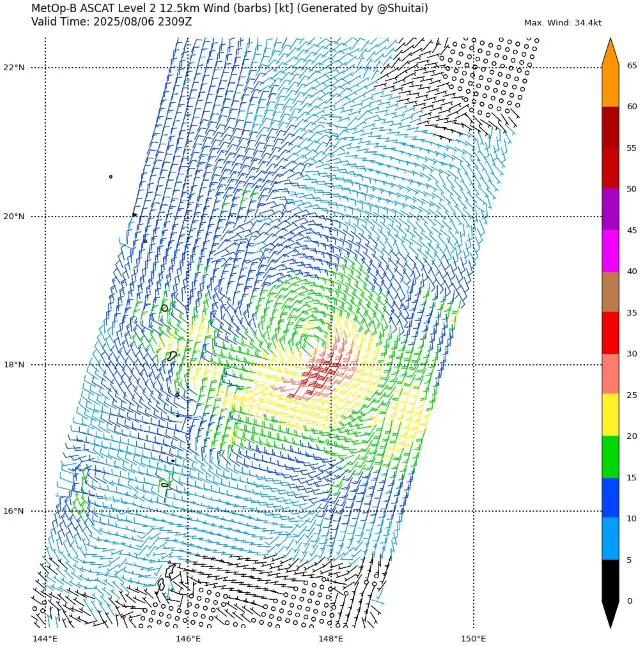 MetOp-B ASCAT Level 2 12.5km Wind (barbs) [kt] (Generated by @Shuitai)
Valid Time: 2025/08/06 2309Z
Max. Wind: 34.4kt
22°N
20°N
18°N
16°N
144°E 146°E 148°E 150°E
65
60
55
50
45
40
35
30
25
20
15
10
5
0